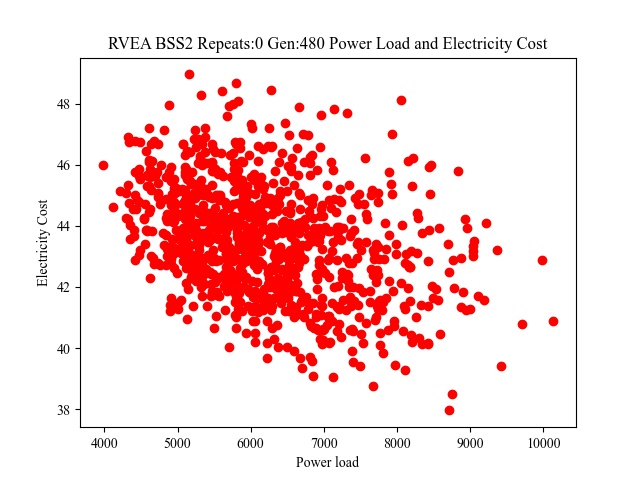 RVEA BSS2 Repeats:0 Gen:480 Power Load and Electricity Cost
48
46
44
42
40
38
Electricity Cost
4000 5000 6000 7000 8000 9000 10000
Power load